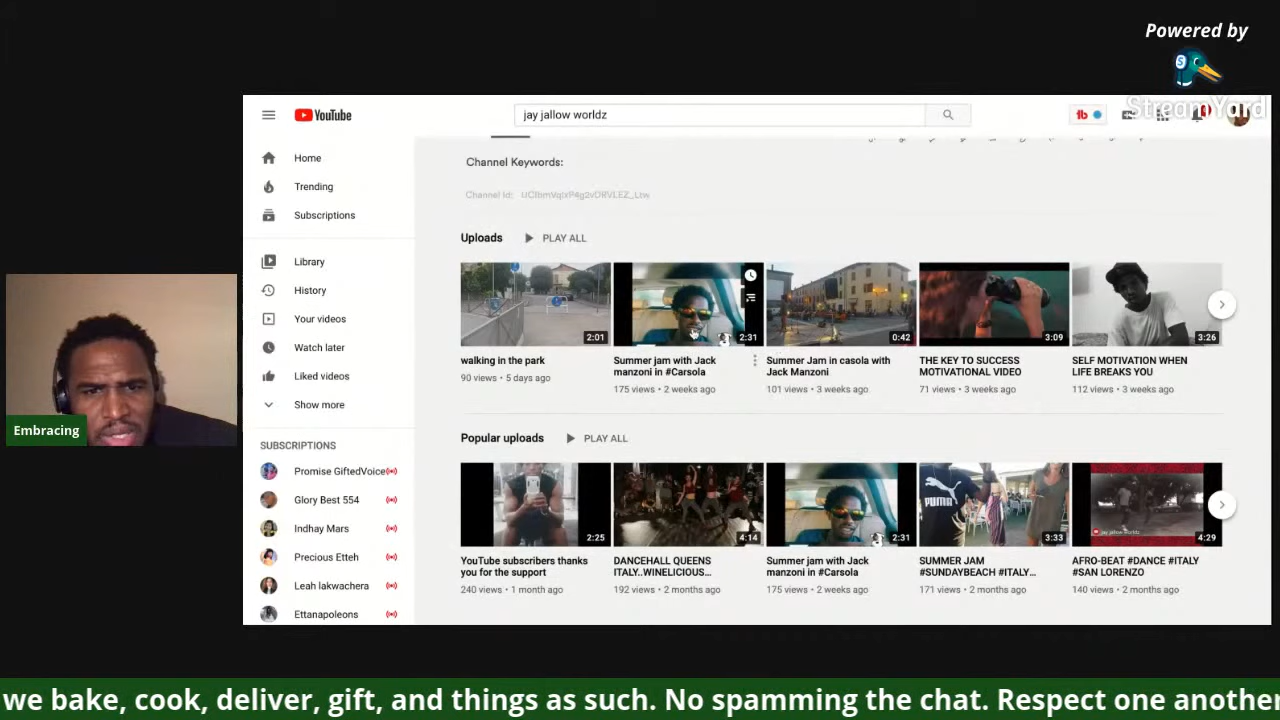 Powered by
StreamYard
YouTube
jay jallow worldz
Home
Trending
Subscriptions
Library
History
Your videos
Watch later
Liked videos
Show more
SUBSCRIPTIONS
Promise GiftedVoice
Glory Best 554
Indhay Mars
Precious Etteh
Leah lakwachera
Ettanapoleons
Channel Keywords:
Channel Id:
Uploads PLAY ALL
2:01
2:31
0:42
3:09
3:26
walking in the park
90 views • 5 days ago
Summer jam with Jack
manzoni in #Carsola
175 views • 2 weeks ago
Summer Jam in casola with
Jack Manzoni
101 views • 3 weeks ago
THE KEY TO SUCCESS
MOTIVATIONAL VIDEO
71 views • 3 weeks ago
SELF MOTIVATION WHEN
LIFE BREAKS YOU
112 views • 3 weeks ago
Popular uploads PLAY ALL
2:25
4:14
2:31
PUMA
3:33
jay jallow worldz
4:29
YouTube subscribers thanks
you for the support
240 views • 1 month ago
DANCEHALL QUEENS
ITALY..WINELICIOUS...
192 views • 2 months ago
Summer jam with Jack
manzoni in #Carsola
175 views • 2 weeks ago
SUMMER JAM
#SUNDAYBEACH #ITALY...
171 views • 2 months ago
AFRO-BEAT #DANCE #ITALY
#SAN LORENZO
140 views • 2 months ago
Embracing
we bake, cook, deliver, gift, and things as such. No spamming the chat. Respect one another